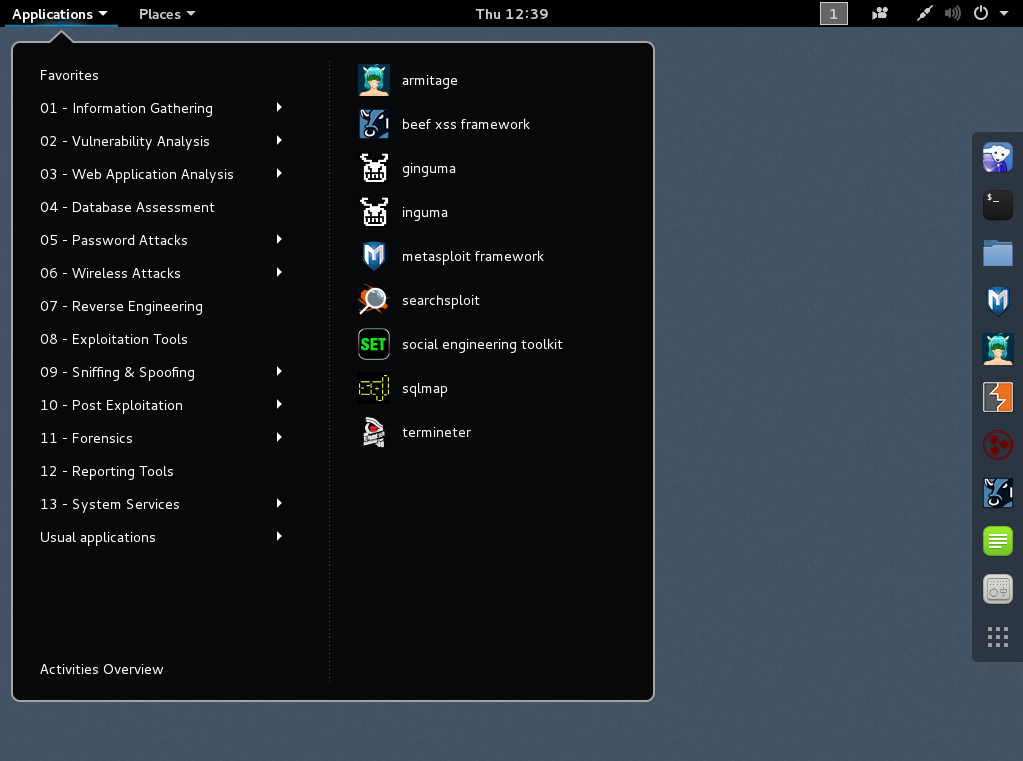 Applications Places Thu 12:39 1
Favorites
01 - Information Gathering
02 - Vulnerability Analysis
03 - Web Application Analysis
04 - Database Assessment
05 - Password Attacks
06 - Wireless Attacks
07 - Reverse Engineering
08 - Exploitation Tools
09 - Sniffing & Spoofing
10 - Post Exploitation
11 - Forensics
12 - Reporting Tools
13 - System Services
Usual applications
Activities Overview
armitage
beef xss framework
ginguma
inguma
metasploit framework
searchsploit
SET social engineering toolkit
sql sqlmap
termineter
$_